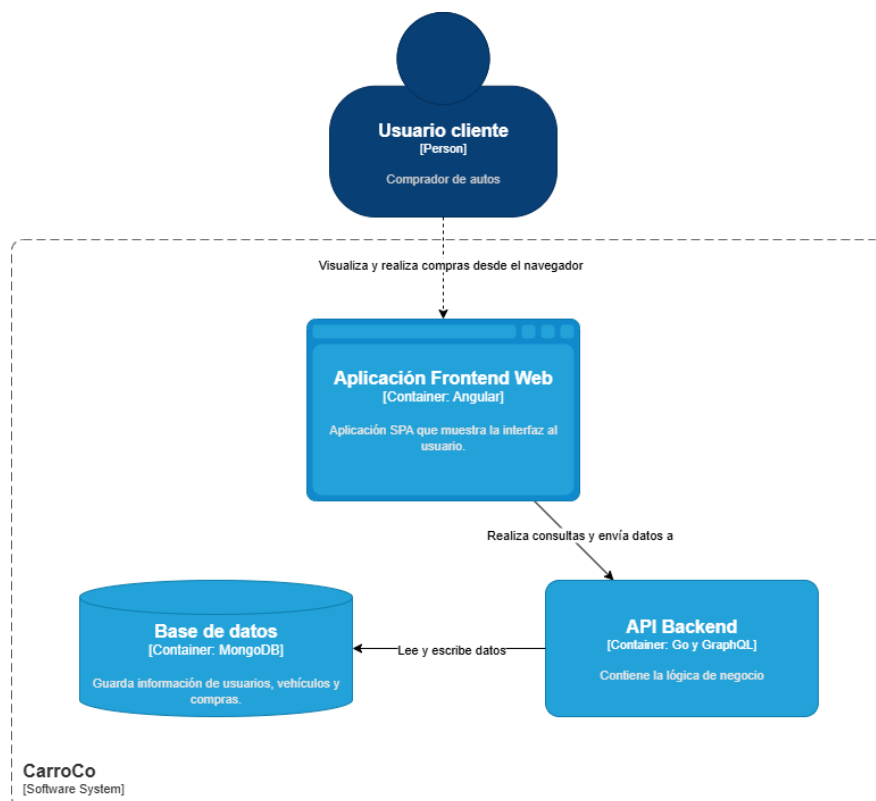 Usuario cliente
[Person]
Comprador de autos
Visualiza y realiza compras desde el navegador
Aplicación Frontend Web
[Container: Angular]
Aplicación SPA que muestra la interfaz al
usuario.
Realiza consultas y envía datos a
Base de datos
[Container: MongoDB]
Guarda información de usuarios, vehículos y
compras.
Lee y escribe datos
API Backend
[Container: Go y GraphQL]
Contiene la lógica de negocio
CarroCo
[Software System]